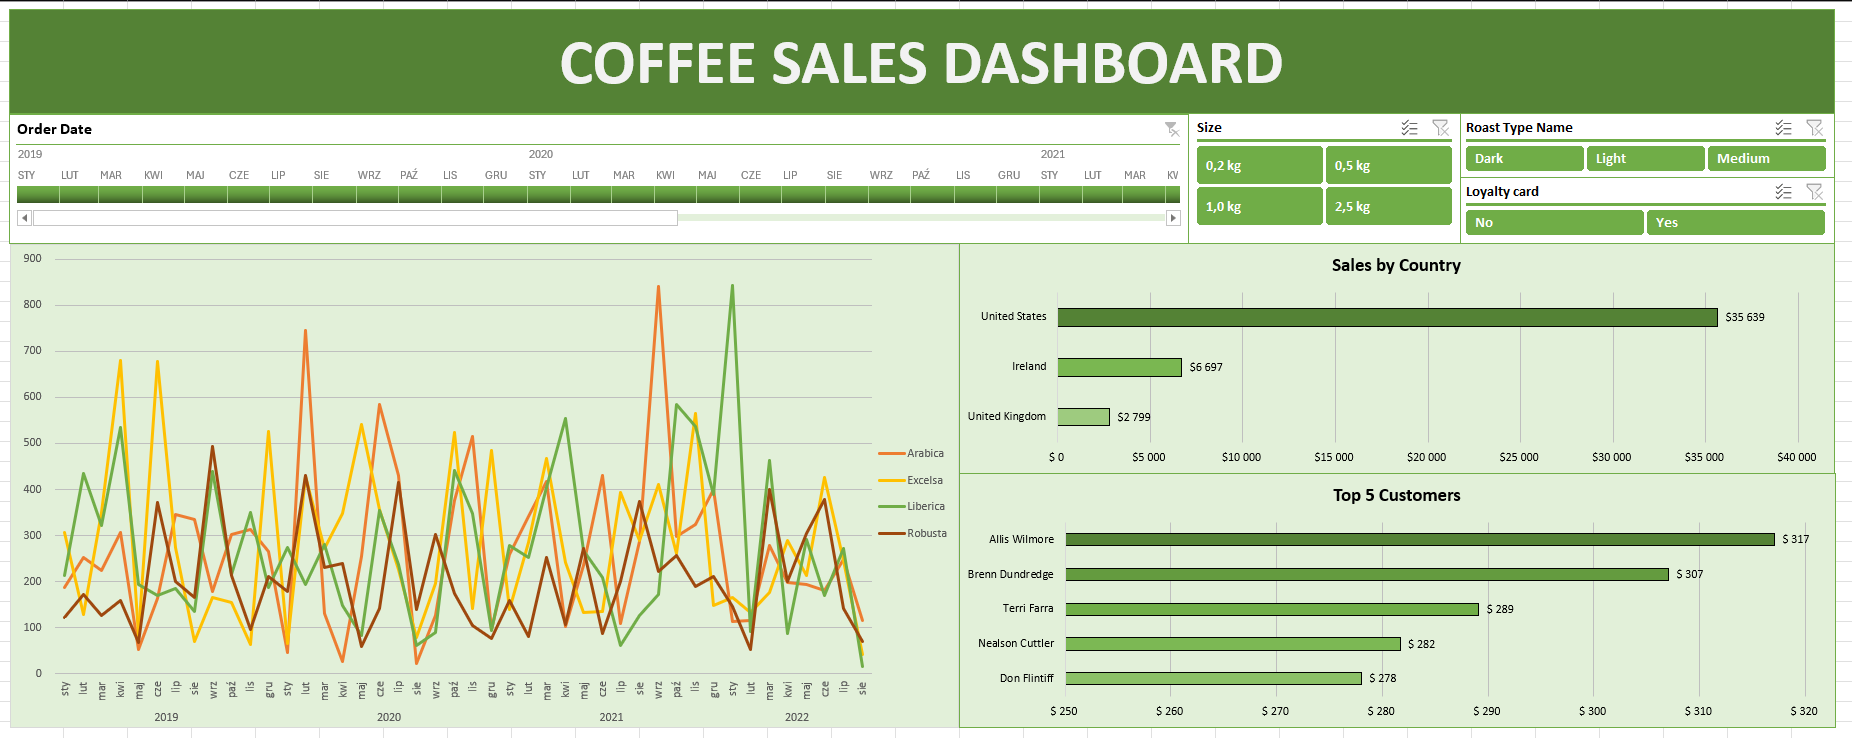 COFFEE SALES DASHBOARD
Order Date
2019 2020 2021
STY LUT MAR KWI MAJ CZE LIP SIE WRZ PAŹ LIS GRU STY LUT MAR KWI MAJ CZE LIP SIE WRZ PAŹ LIS GRU STY LUT MAR KW
Size
0,2 kg 0,5 kg
1,0 kg 2,5 kg
Roast Type Name
Dark Light Medium
Loyalty card
No Yes
900
800
700
600
500
400
300
200
100
0
sty lut mar kwi maj cze lip sie wrz paź lis gru sty lut mar kwi maj cze lip sie wrz paź lis gru sty lut mar kwi maj cze lip sie wrz paź lis gru sty lut mar kwi maj cze lip sie
2019 2020 2021 2022
Arabica
Excelsa
Liberica
Robusta
Sales by Country
United States $35 639
Ireland $6 697
United Kingdom $2 799
$ 0 $5 000 $10 000 $15 000 $20 000 $25 000 $30 000 $35 000 $40 000
Top 5 Customers
Allis Wilmore $ 317
Brenn Dundredge $ 307
Terri Farra $ 289
Nealson Cuttler $ 282
Don Flintiff $ 278
$ 250 $ 260 $ 270 $ 280 $ 290 $ 300 $ 310 $ 320